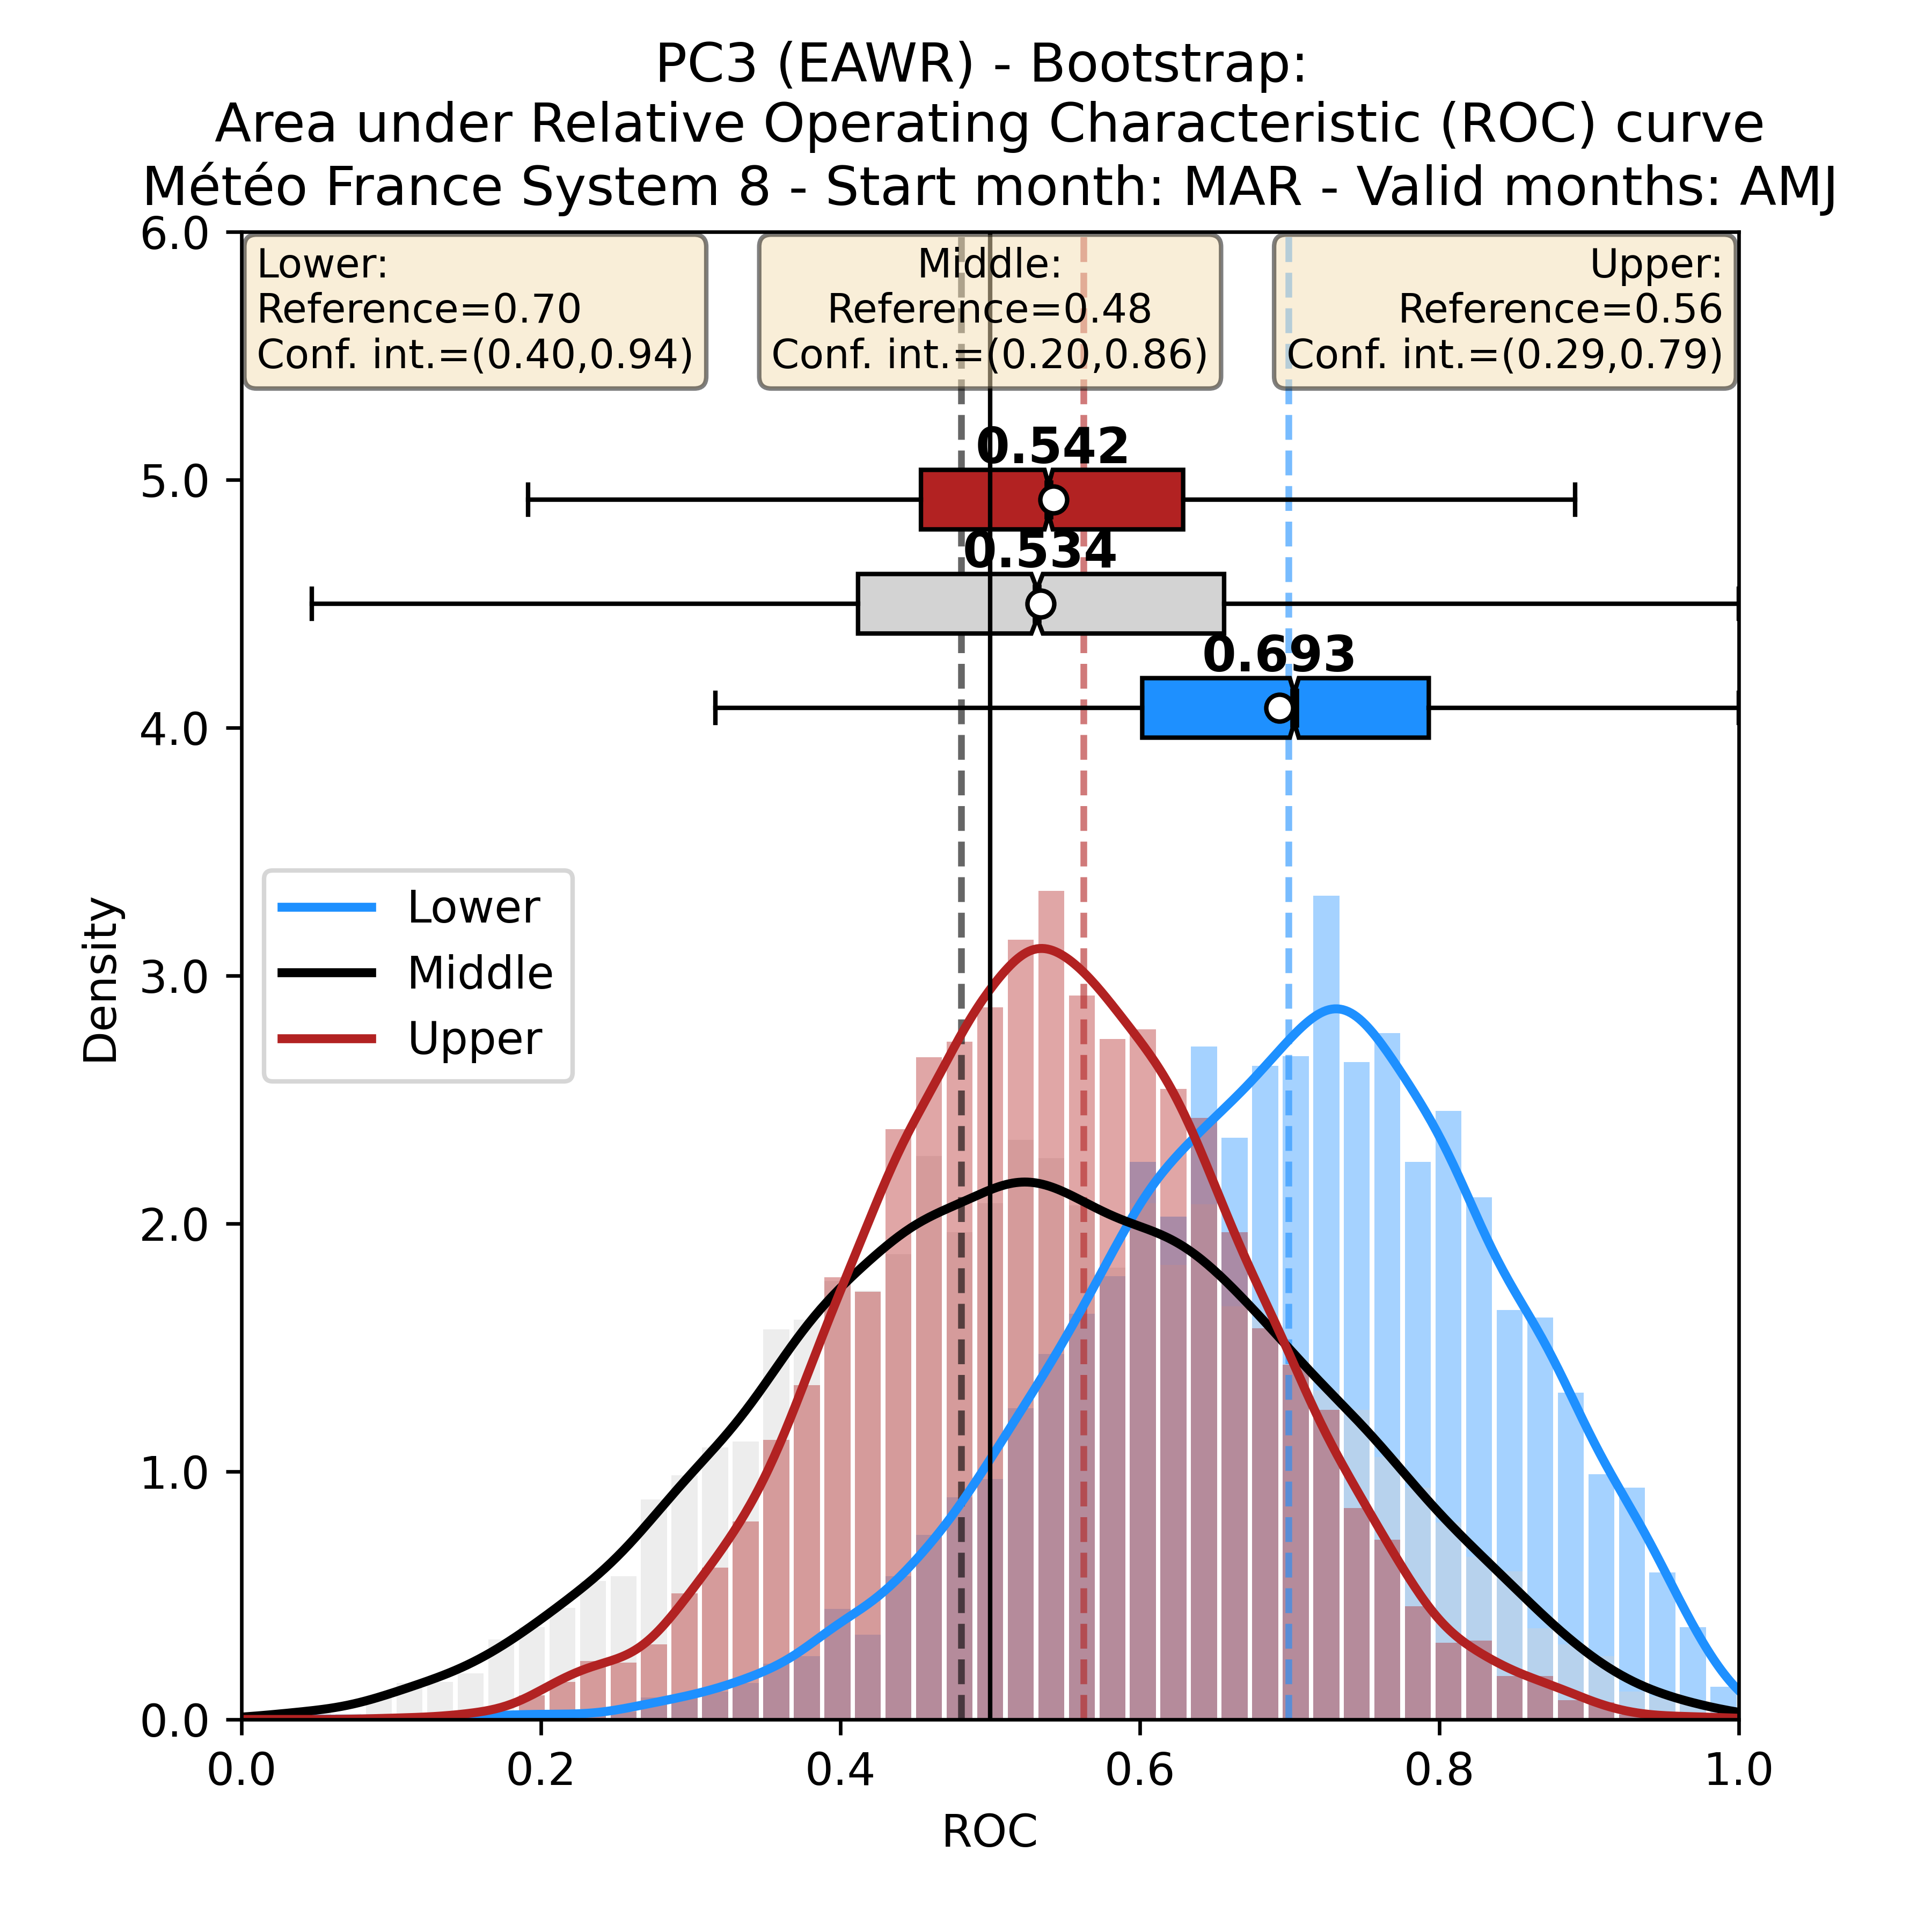 PC3 (EAWR) - Bootstrap:
Area under Relative Operating Characteristic (ROC) curve
Météo France System 8 - Start month: MAR - Valid months: AMJ
Lower:
Reference=0.70
Conf. int.=(0.40,0.94)
Middle:
Reference=0.48
Conf. int.=(0.20,0.86)
Upper:
Reference=0.56
Conf. int.=(0.29,0.79)
0.542
0.534
0.693
Lower
Middle
Upper
Density
6.0
5.0
4.0
3.0
2.0
1.0
0.0
0.0 0.2 0.4 0.6 0.8 1.0
ROC